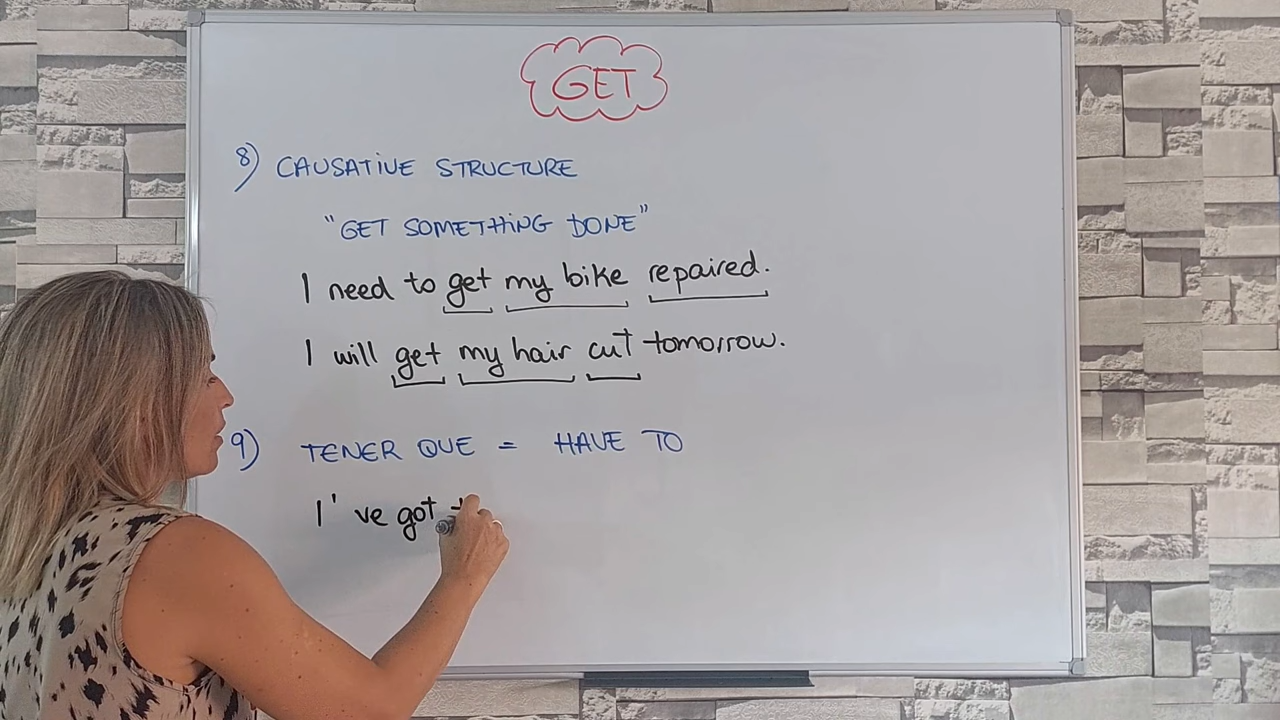 GET
8) CAUSATIVE STRUCTURE
"GET SOMETHING DONE"
I need to get my bike repaired.
I will get my hair cut tomorrow.
9) TENER QUE = HAVE TO
I've got